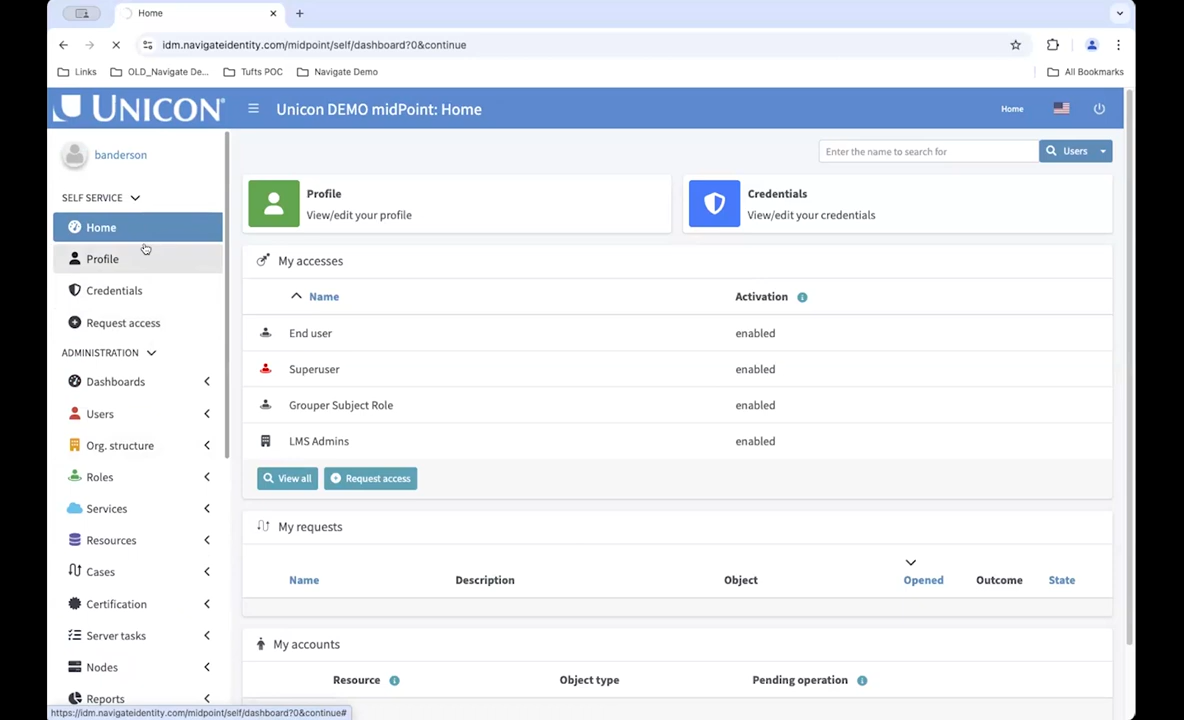 Home
idm.navigateidentity.com/midpoint/self/dashboard?0&continue
Links
OLD_Navigate De...
Tufts POC
Navigate Demo
All Bookmarks
UNICON
Unicon DEMO midPoint: Home
Home
banderson
Enter the name to search for
Users
SELF SERVICE
Home
Profile
Credentials
Request access
ADMINISTRATION
Dashboards
Users
Org. structure
Roles
Services
Resources
Cases
Certification
Server tasks
Nodes
Reports
Profile
View/edit your profile
Credentials
View/edit your credentials
My accesses
Name
Activation
End user
enabled
Superuser
enabled
Grouper Subject Role
enabled
LMS Admins
enabled
View all
Request access
My requests
Name
Description
Object
Opened
Outcome
State
My accounts
Resource
Object type
Pending operation
https://idm.navigateidentity.com/midpoint/self/dashboard?0&continue#